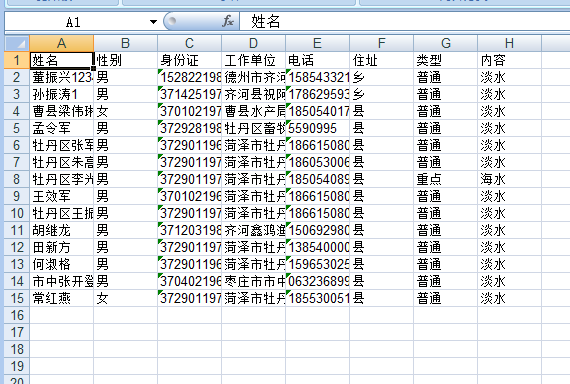 A1 fx 姓名
A B C D E F G H
1 姓名 性别 身份证 工作单位 电话 住址 类型 内容
2 董振兴123 男 152822198 德州市齐河 158543321 乡 普通 淡水
3 孙振涛1 男 371425197 齐河县祝阿 178629593 乡 普通 淡水
4 曹县梁伟琳 女 370102197 曹县水产局 185054017 县 普通 淡水
5 孟令军 男 372928198 牡丹区畜牧 5590995 县 普通 淡水
6 牡丹区张军 男 372901196 菏泽市牡丹 186615080 县 普通 淡水
7 牡丹区朱高 男 372901197 菏泽市牡丹 186053006 县 普通 淡水
8 牡丹区李光 男 372901197 菏泽市牡丹 185054089 县 重点 海水
9 王效军 男 370102196 菏泽市牡丹 186615080 县 普通 淡水
10 牡丹区王振 男 372901197 菏泽市牡丹 186615080 县 普通 淡水
11 胡继龙 男 371203198 齐河鑫鸿渔 150692980 县 普通 淡水
12 田新方 男 372901197 菏泽市牡丹 138540000 县 普通 淡水
13 何淑格 男 372901196 菏泽市牡丹 159653025 县 普通 淡水
14 市中张开登 男 370402196 枣庄市市中 063236899 县 普通 淡水
15 常红燕 女 372901197 菏泽市牡丹 185530051 县 普通 淡水
16
17
18
19
20